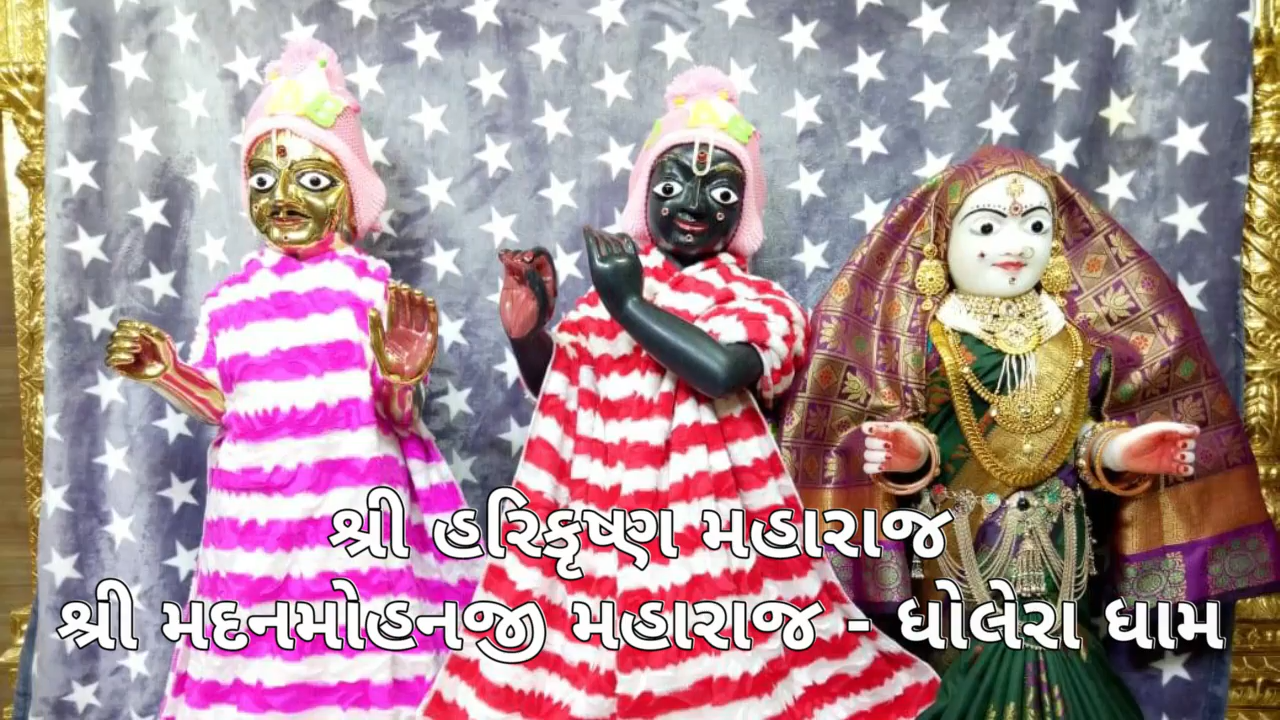 શ્રી હરિકૃષ્ણ મહારાજ
શ્રી મદનમોહનજી મહારાજ - ધોલેરા ધામ